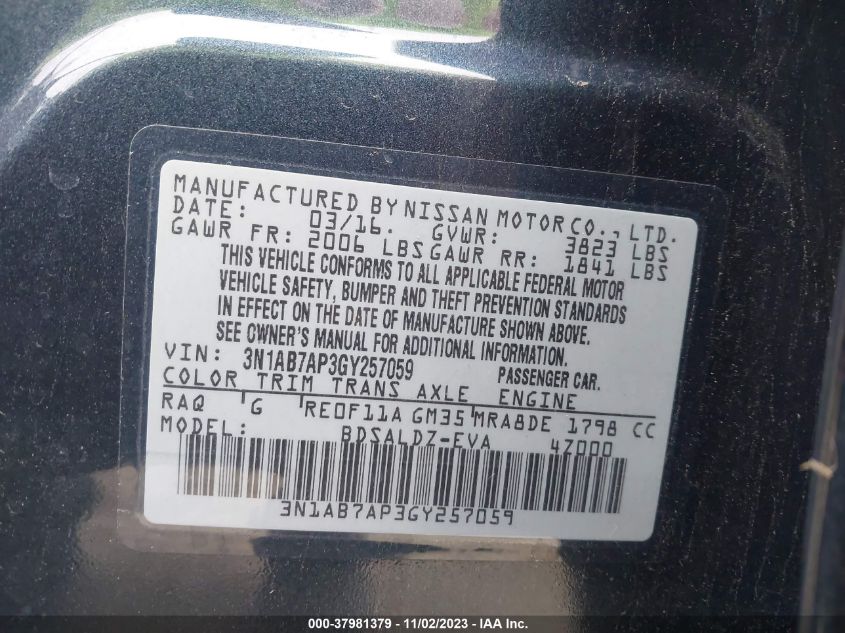 MANUFACTURED BY NISSAN MOTOR CO., LTD.
DATE: 03/16. GVWR: 3823 LBS
GAWR FR: 2006 LBS GAWR RR: 1841 LBS
THIS VEHICLE CONFORMS TO ALL APPLICABLE FEDERAL MOTOR
VEHICLE SAFETY, BUMPER AND THEFT PREVENTION STANDARDS
IN EFFECT ON THE DATE OF MANUFACTURE SHOWN ABOVE.
SEE OWNER'S MANUAL FOR ADDITIONAL INFORMATION.
VIN: 3N1AB7AP3GY257059 PASSENGER CAR.
COLOR TRIM TRANS AXLE ENGINE
RAQ G RE0F11A GM35 MRA8DE 1798 CC
MODEL: BDSALDZ-EVA 4Z000
3N1AB7AP3GY257059
000-37981379 - 11/02/2023 - IAA Inc.